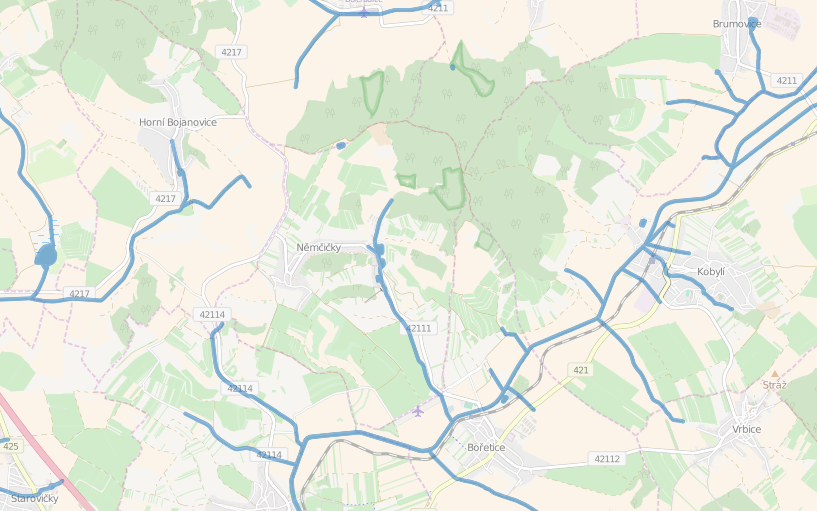 4211
Brumovice
4217
4211
Horní Bojanovice
4217
Němčičky
Kobylí
4217
42114
42111
421
Stráž
42114
Vrbice
425
Bořetice
42114
42112
Starovičky